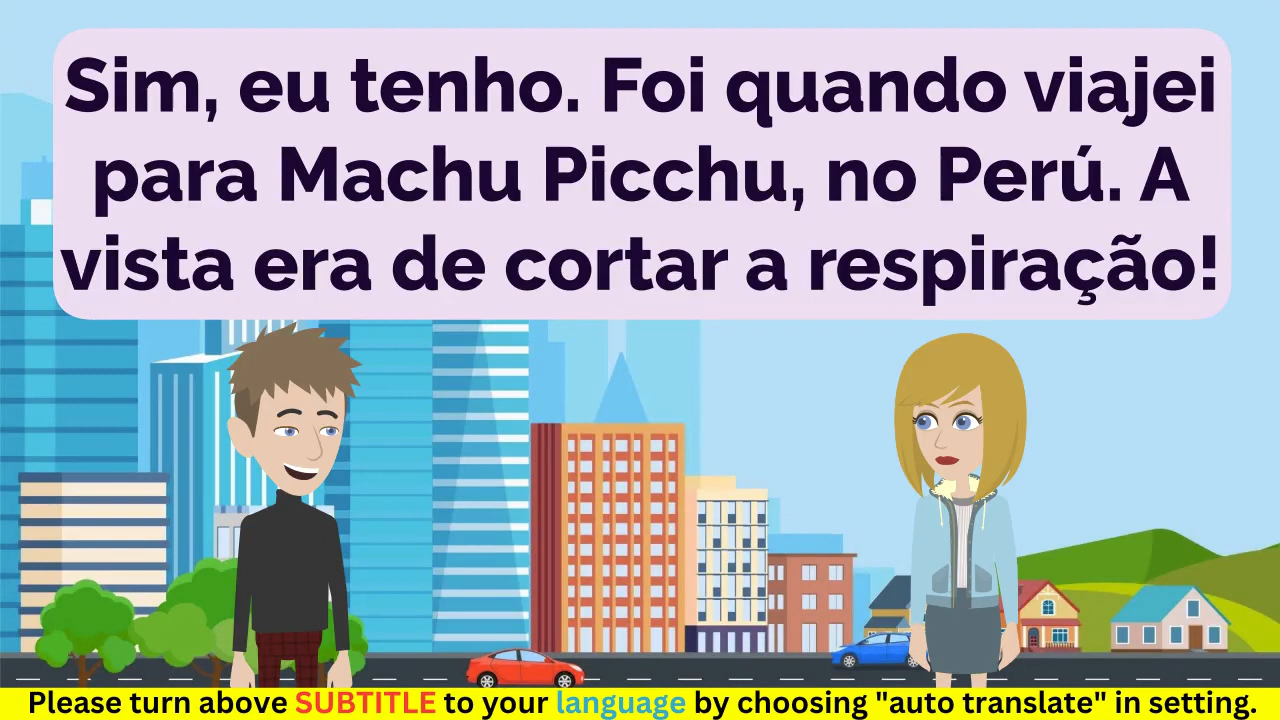 Sim, eu tenho. Foi quando viajei
para Machu Picchu, no Perú. A
vista era de cortar a respiração!
Please turn above SUBTITLE to your language by choosing "auto translate" in setting.